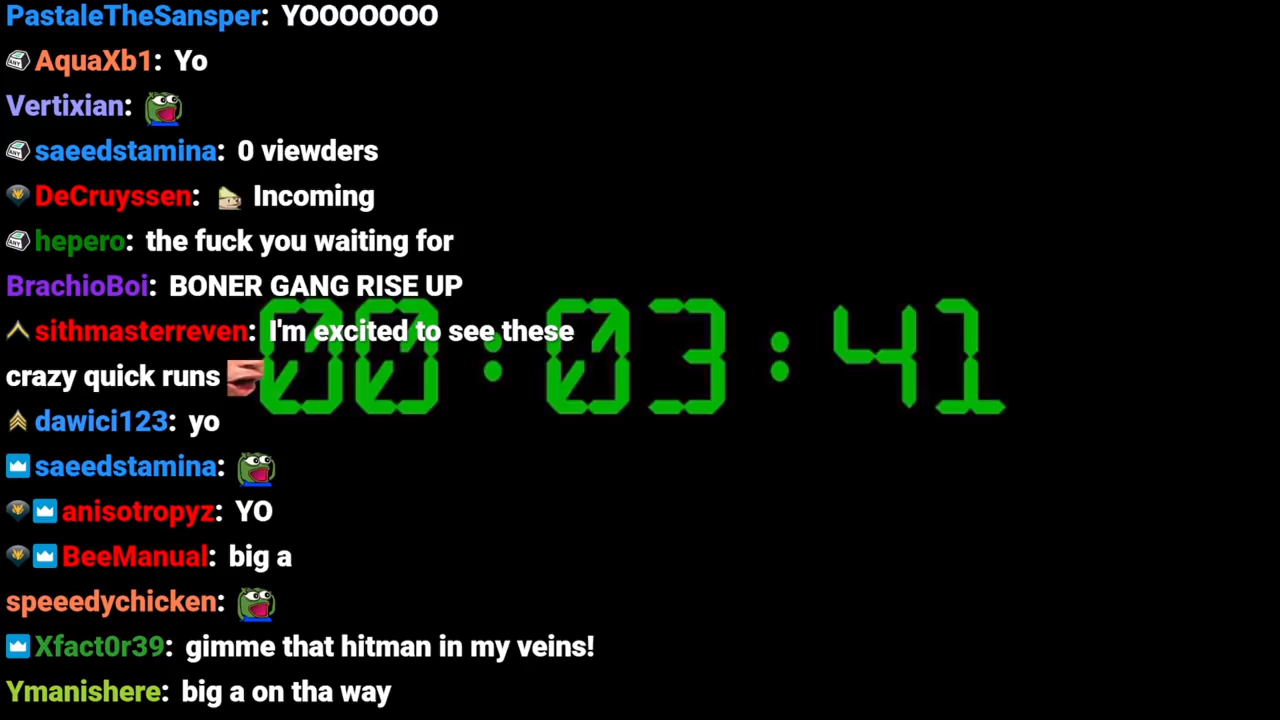 PastaleTheSansper: YOOOOOOO
AquaXb1: Yo
Vertixian:
saeedstamina: 0 viewders
DeCruyssen: Incoming
hepero: the fuck you waiting for
BrachioBoi: BONER GANG RISE UP
sithmasterreven: I'm excited to see these
crazy quick runs
00:03:41
dawici123: yo
saeedstamina:
anisotropyz: YO
BeeManual: big a
speeedychicken:
Xfact0r39: gimme that hitman in my veins!
Ymanishere: big a on tha way